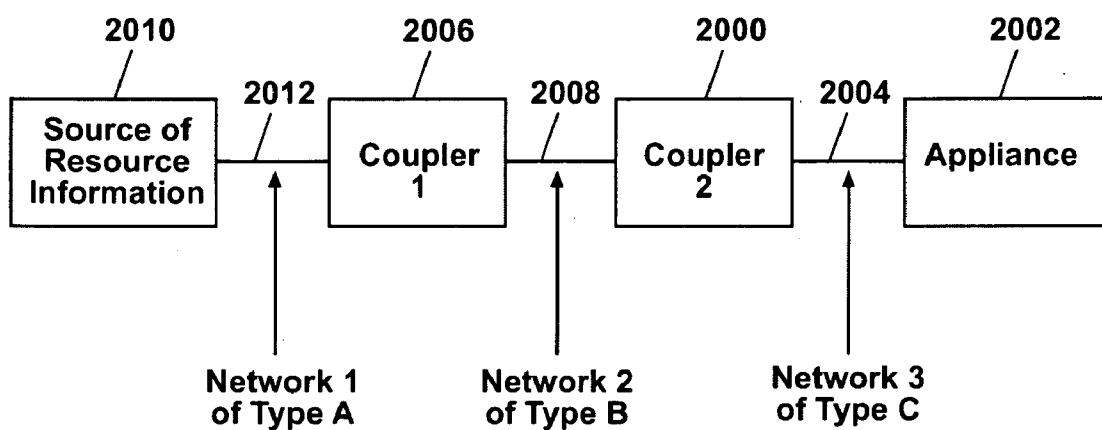 2010
2006
2000
2002
2012
2008
2004
Source of
Resource
Information
Coupler
1
Coupler
2
Appliance
Network 1
of Type A
Network 2
of Type B
Network 3
of Type C